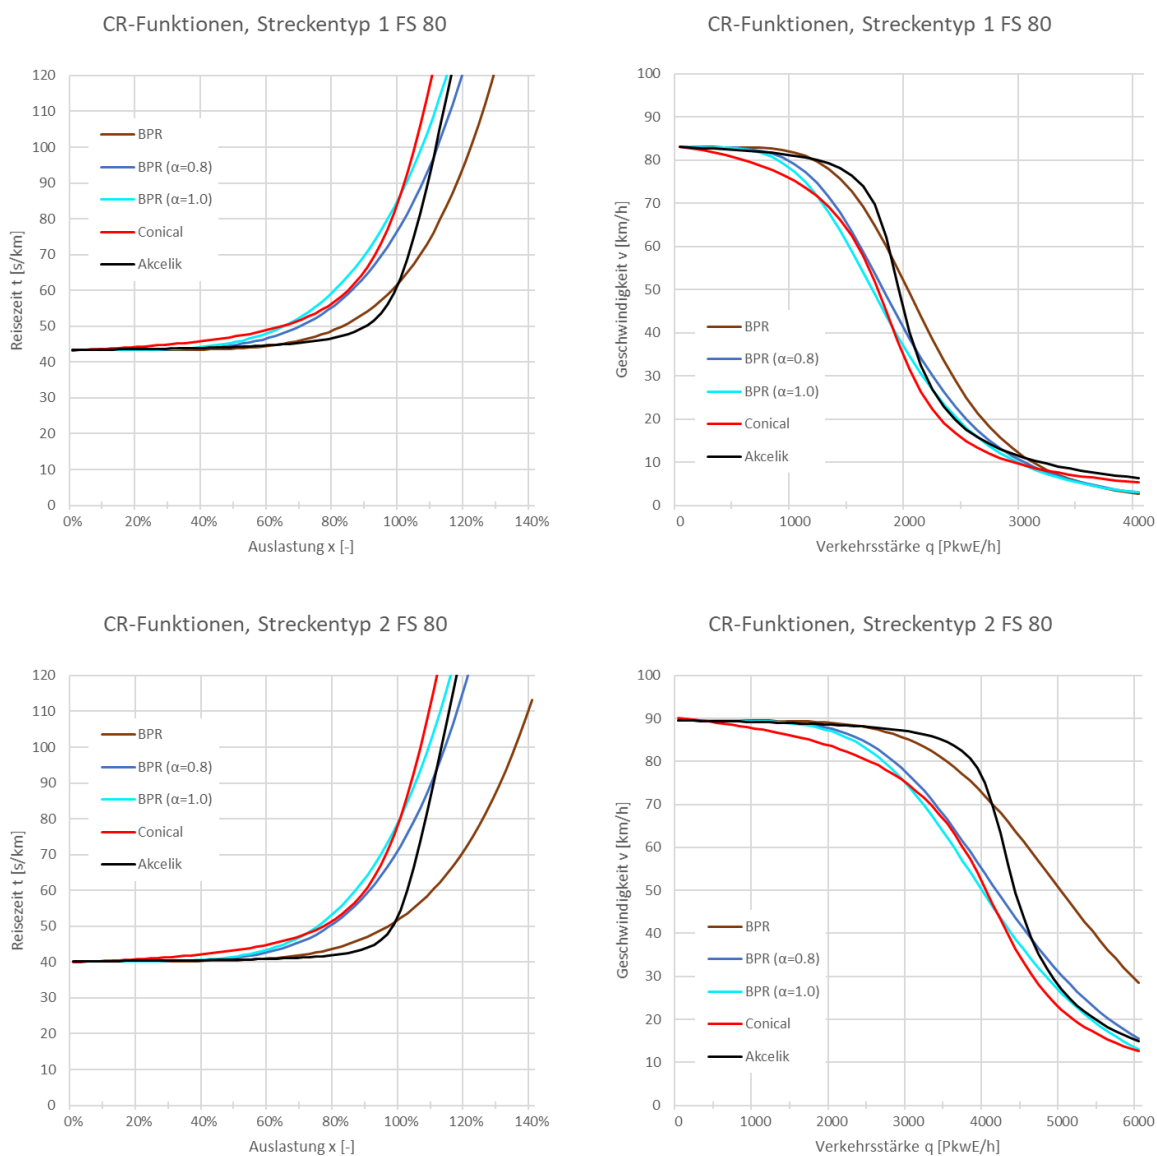 CR-Funktionen, Streckentyp 1 FS 80
120
110
100
90
80
70
60
50
40
30
20
10
0
BPR
BPR (α=0.8)
BPR (α=1.0)
Conical
Akcelik
Reisezeit t [s/km]
0% 20% 40% 60% 80% 100% 120% 140%
Auslastung x [-]
CR-Funktionen, Streckentyp 1 FS 80
100
90
80
70
60
50
40
30
20
10
0
BPR
BPR (α=0.8)
BPR (α=1.0)
Conical
Akcelik
Geschwindigkeit v [km/h]
0 1000 2000 3000 4000
Verkehrsstärke q [PkwE/h]
CR-Funktionen, Streckentyp 2 FS 80
120
110
100
90
80
70
60
50
40
30
20
10
0
BPR
BPR (α=0.8)
BPR (α=1.0)
Conical
Akcelik
Reisezeit t [s/km]
0% 20% 40% 60% 80% 100% 120% 140%
Auslastung x [-]
CR-Funktionen, Streckentyp 2 FS 80
100
90
80
70
60
50
40
30
20
10
0
BPR
BPR (α=0.8)
BPR (α=1.0)
Conical
Akcelik
Geschwindigkeit v [km/h]
0 1000 2000 3000 4000 5000 6000
Verkehrsstärke q [PkwE/h]